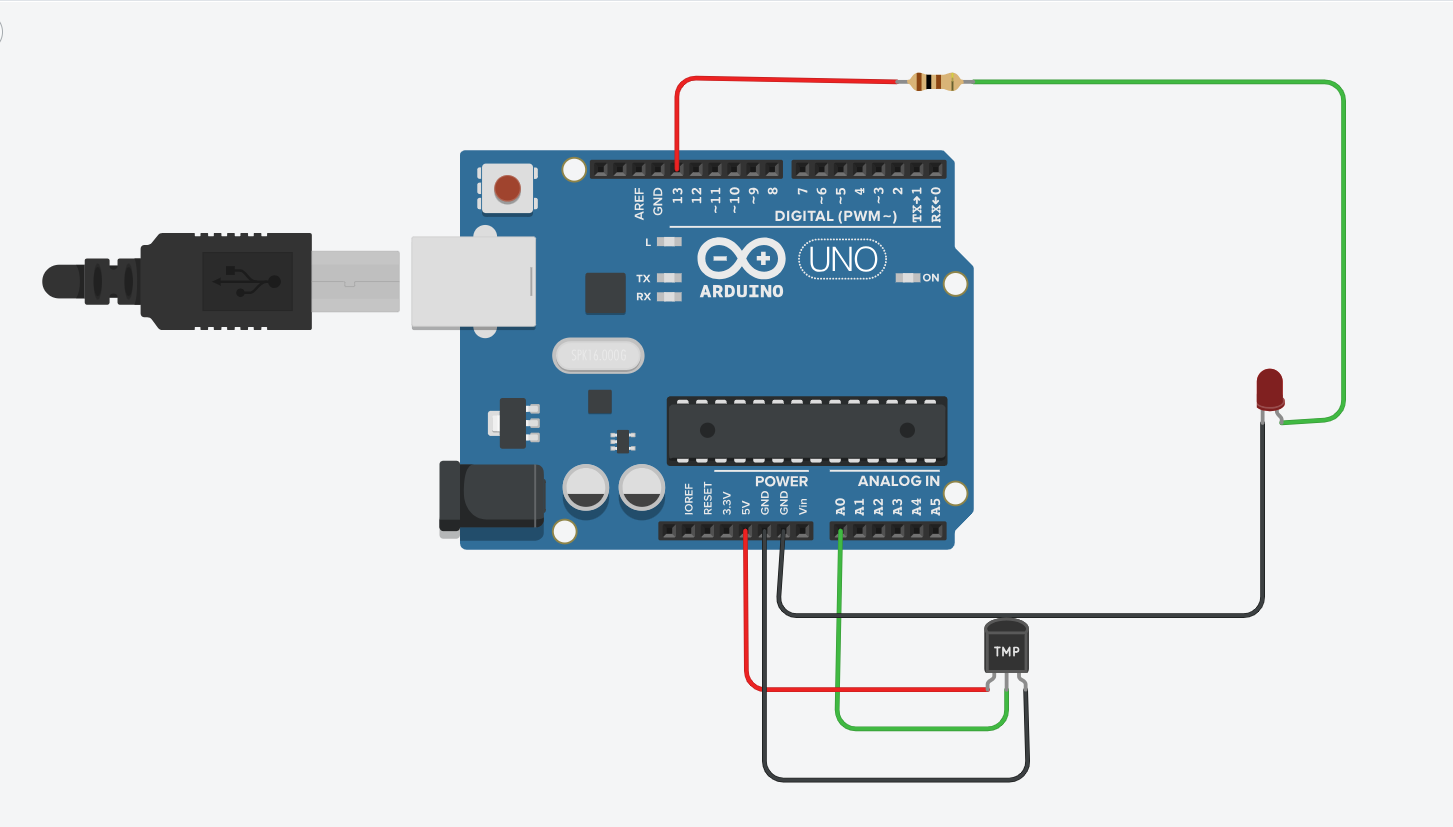 AREF
GND
13
12
~11
~10
~9
8
7
~6
~5
4
~3
2
TX→1
RX←0
DIGITAL (PWM~)
L
TX
RX
ARDUINO
UNO
ON
SPK16.000G
POWER
ANALOG IN
IOREF
RESET
3.3V
5V
GND
GND
Vin
A0
A1
A2
A3
A4
A5
TMP